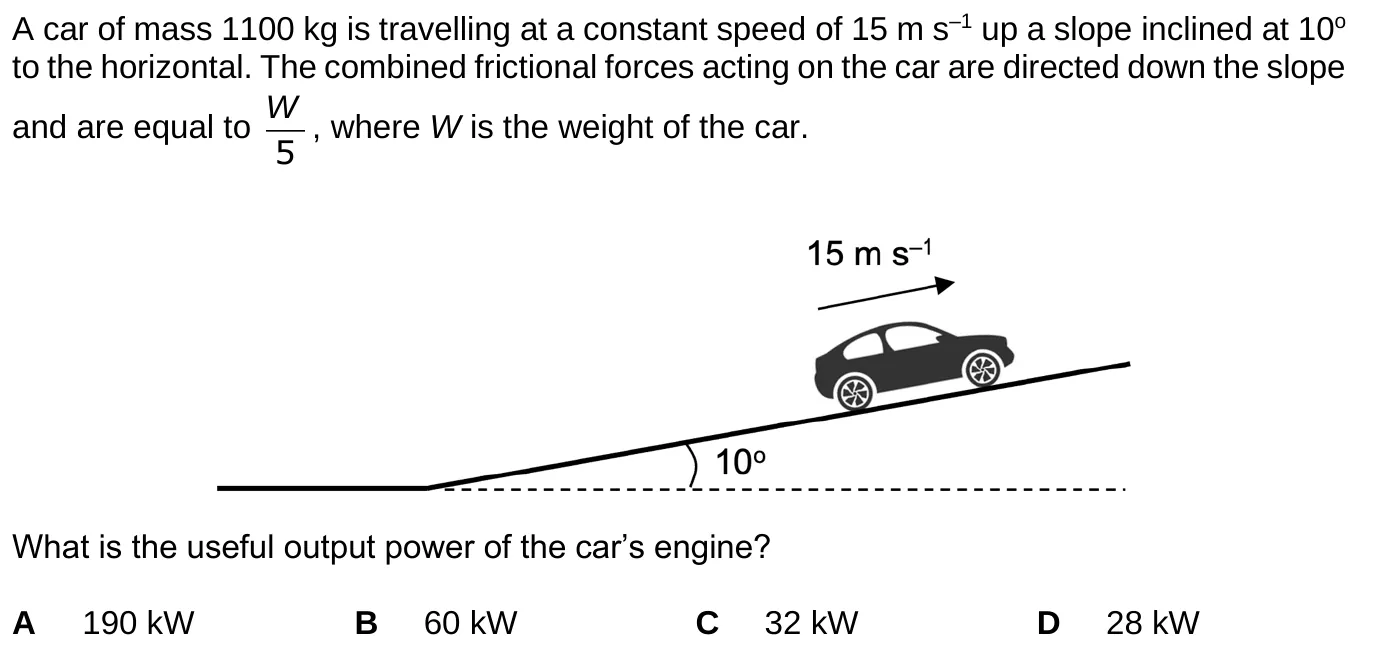 A car of mass 1100 kg is travelling at a constant speed of 15 m s⁻¹ up a slope inclined at 10º
to the horizontal. The combined frictional forces acting on the car are directed down the slope
and are equal to W/5 , where W is the weight of the car.
15 m s⁻¹
10º
What is the useful output power of the car’s engine?
A 190 kW B 60 kW C 32 kW D 28 kW